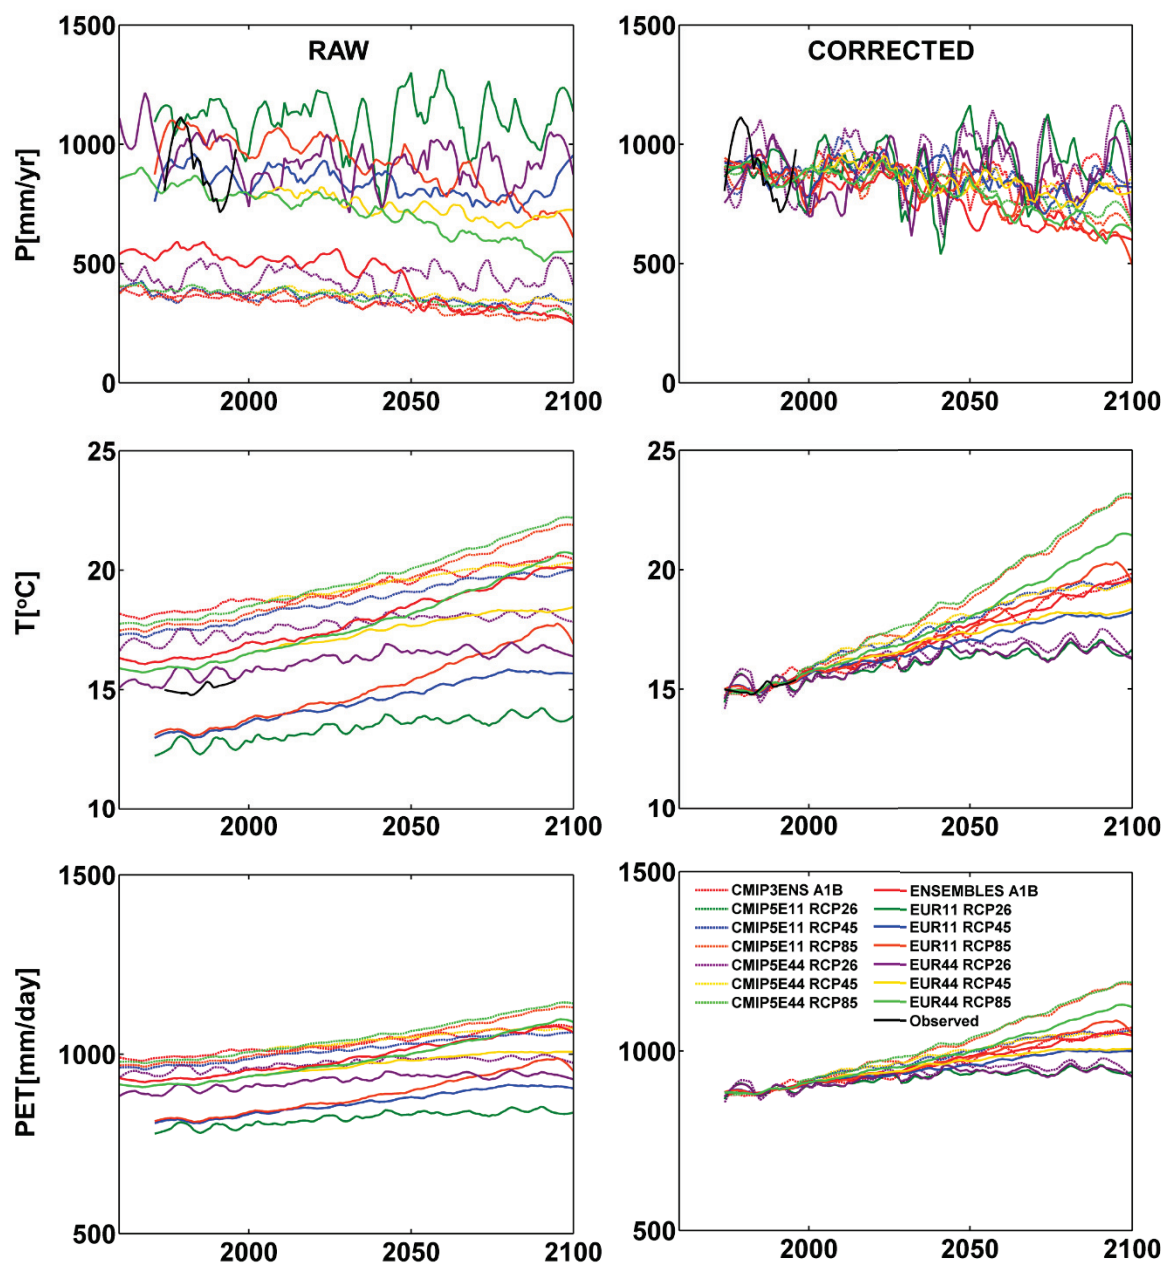 RAW
CORRECTED
P[mm/yr]
1500
1000
500
0
2000 2050 2100
1500
1000
500
0
2000 2050 2100
T[°C]
25
20
15
10
2000 2050 2100
25
20
15
10
2000 2050 2100
PET[mm/day]
1500
1000
500
2000 2050 2100
1500
1000
500
2000 2050 2100
CMIP3ENS A1B
CMIP5E11 RCP26
CMIP5E11 RCP45
CMIP5E11 RCP85
CMIP5E44 RCP26
CMIP5E44 RCP45
CMIP5E44 RCP85
ENSEMBLES A1B
EUR11 RCP26
EUR11 RCP45
EUR11 RCP85
EUR44 RCP26
EUR44 RCP45
EUR44 RCP85
Observed